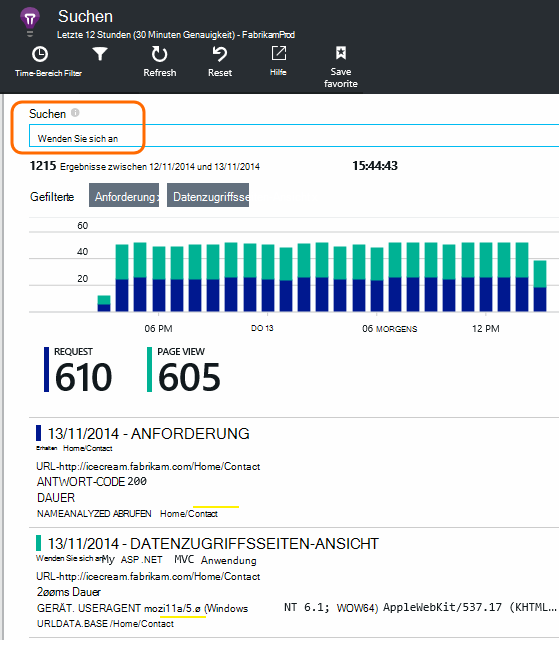 Suchen
Letzte 12 Stunden (30 Minuten Genauigkeit) - FabrikamProd
Time-Bereich Filter
Refresh
Reset
Hilfe
Save favorite
Suchen
Wenden Sie sich an
1215 Ergebnisse zwischen 12/11/2014 und 13/11/2014 15:44:43
Gefilterte Anforderung x Datenzugriffsse
60
40
20
06 PM DO 13 06 MORGENS 12 PM
REQUEST PAGE VIEW
610 605
13/11/2014 - ANFORDERUNG
Erhalten Home/Contact
URL-http://icecream.fabrikam.com/Home/Contact
ANTWORT-CODE 200
DAUER
NAMEANALYZED ABRUFEN Home/Contact
13/11/2014 - DATENZUGRIFFSSEITEN-ANSICHT
Wenden Sie sich an My ASP .NET MVC Anwendung
URL-http://icecream.fabrikam.com/Home/Contact
2øøms Dauer
GERÄT. USERAGENT mozi11a/5.ø (Windows NT 6.1; WOW64) AppleWebKit/537.17 (KHTML...
URLDATA.BASE /Home/Contact